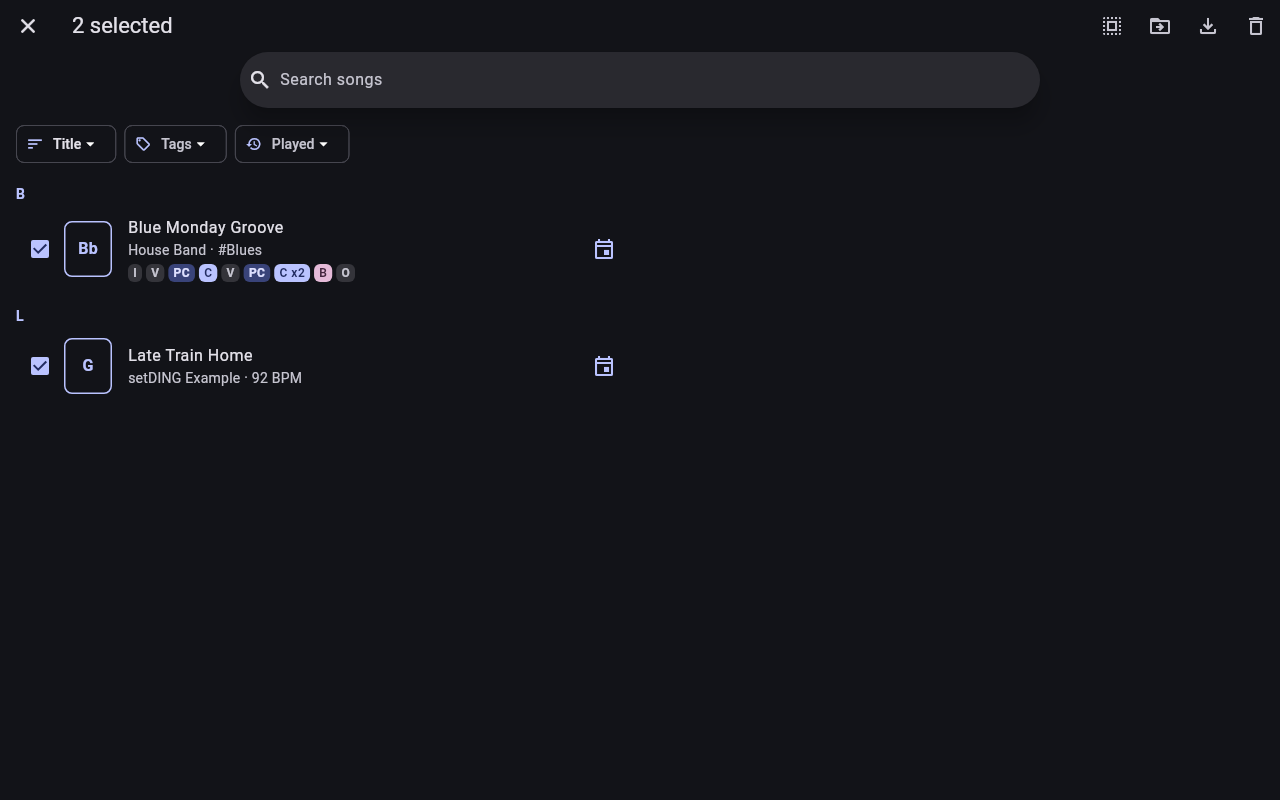 2 selected
Search songs
Title
Tags
Played
B
Bb
Blue Monday Groove
House Band · #Blues
I V PC C V PC C x2 B O
L
G
Late Train Home
setDING Example · 92 BPM